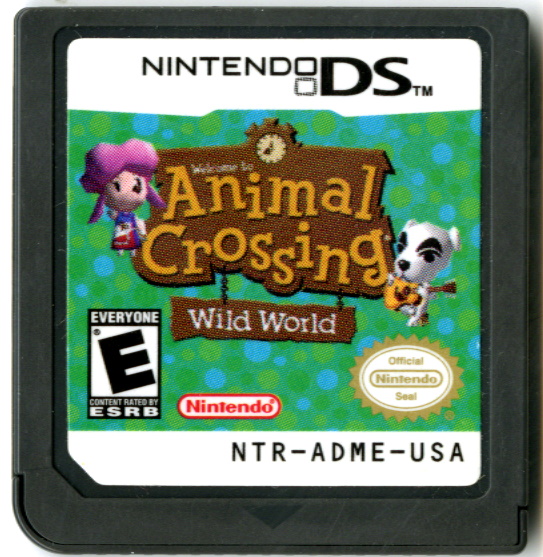 NINTENDO DS™
Welcome to
Animal
Crossing
Wild World
EVERYONE
E
CONTENT RATED BY
ESRB
Nintendo®
Official
Nintendo
Seal
NTR-ADME-USA